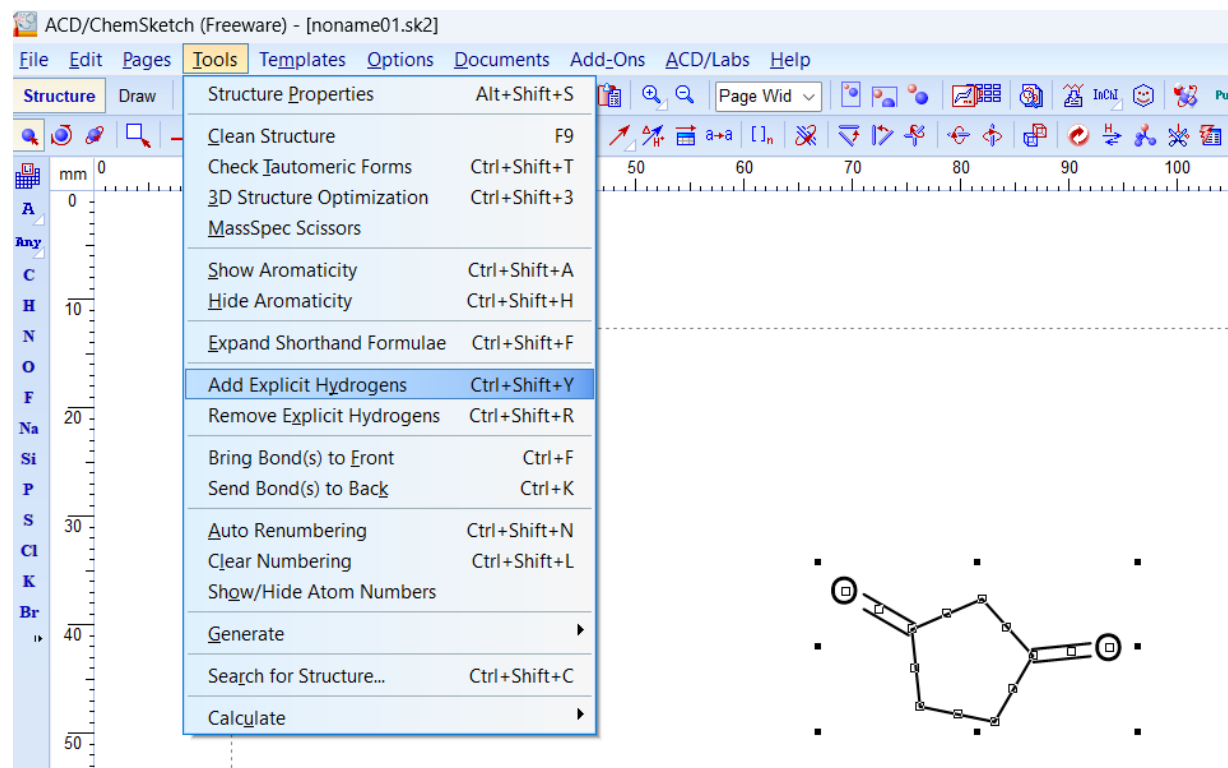 ACD/ChemSketch (Freeware) - [noname01.sk2]
File Edit Pages Tools Templates Options Documents Add-Ons ACD/Labs Help
Structure Draw Page Wid InChI Pu
H+ a→a []n H
mm 0 50 60 70 80 90 100
Structure Properties Alt+Shift+S
Clean Structure F9
Check Tautomeric Forms Ctrl+Shift+T
3D Structure Optimization Ctrl+Shift+3
MassSpec Scissors
Show Aromaticity Ctrl+Shift+A
Hide Aromaticity Ctrl+Shift+H
Expand Shorthand Formulae Ctrl+Shift+F
Add Explicit Hydrogens Ctrl+Shift+Y
Remove Explicit Hydrogens Ctrl+Shift+R
Bring Bond(s) to Front Ctrl+F
Send Bond(s) to Back Ctrl+K
Auto Renumbering Ctrl+Shift+N
Clear Numbering Ctrl+Shift+L
Show/Hide Atom Numbers
Generate
Search for Structure... Ctrl+Shift+C
Calculate
Li
A
Any
C
H
N
O
F
Na
Si
P
S
Cl
K
Br
0
10
20
30
40
50
O
O